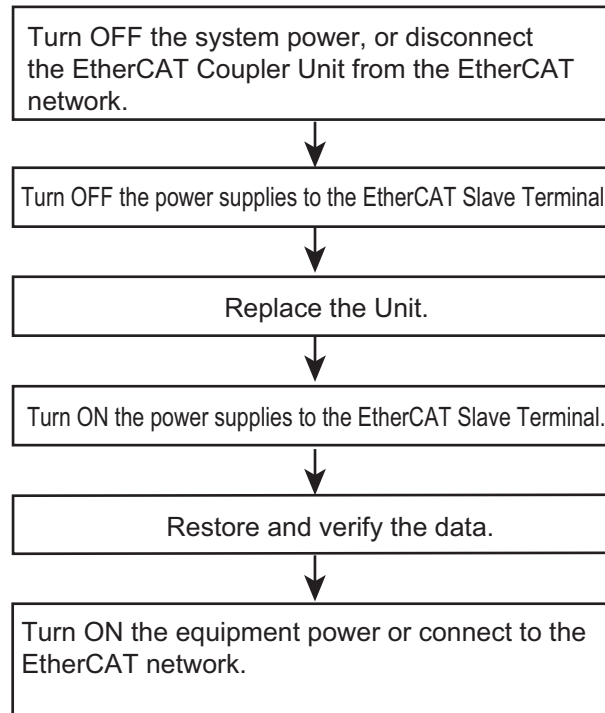 Turn OFF the system power, or disconnect
the EtherCAT Coupler Unit from the EtherCAT
network.
Turn OFF the power supplies to the EtherCAT Slave Terminal
Replace the Unit.
Turn ON the power supplies to the EtherCAT Slave Terminal.
Restore and verify the data.
Turn ON the equipment power or connect to the
EtherCAT network.